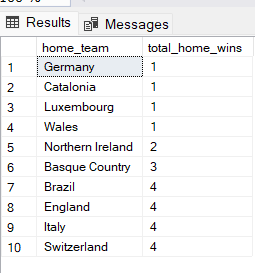 Results Messages
home_team total_home_wins
1 Germany 1
2 Catalonia 1
3 Luxembourg 1
4 Wales 1
5 Northern Ireland 2
6 Basque Country 3
7 Brazil 4
8 England 4
9 Italy 4
10 Switzerland 4